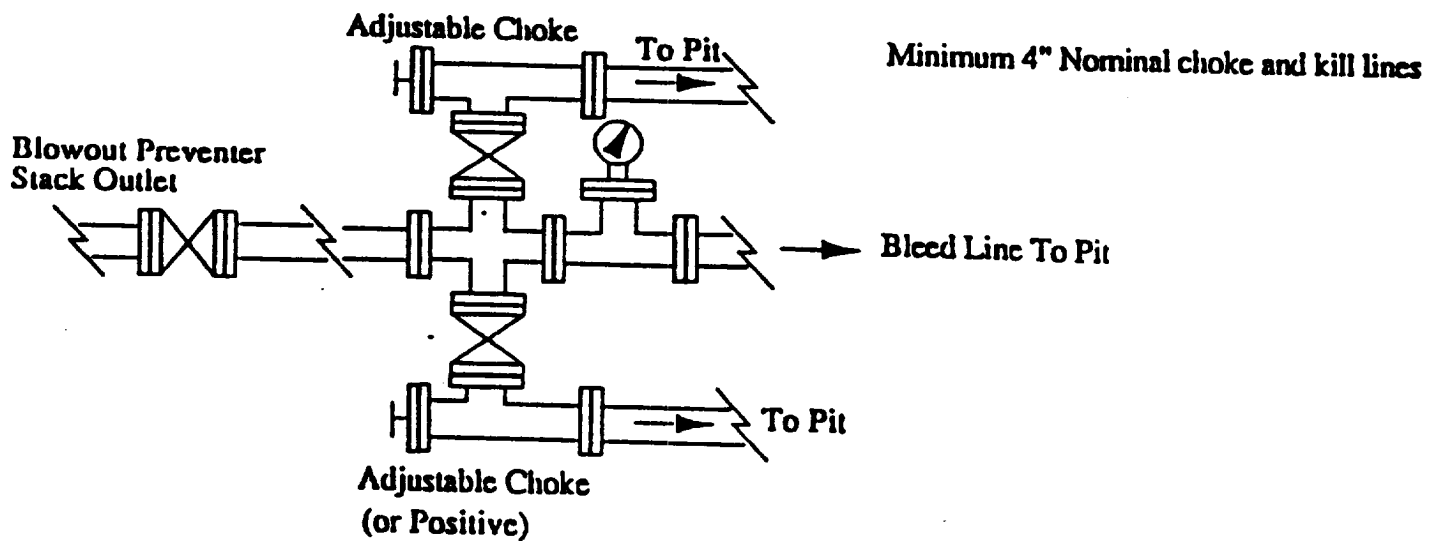 Adjustable Choke
To Pit
Minimum 4" Nominal choke and kill lines
Blowout Preventer
Stack Outlet
Bleed Line To Pit
To Pit
Adjustable Choke
(or Positive)